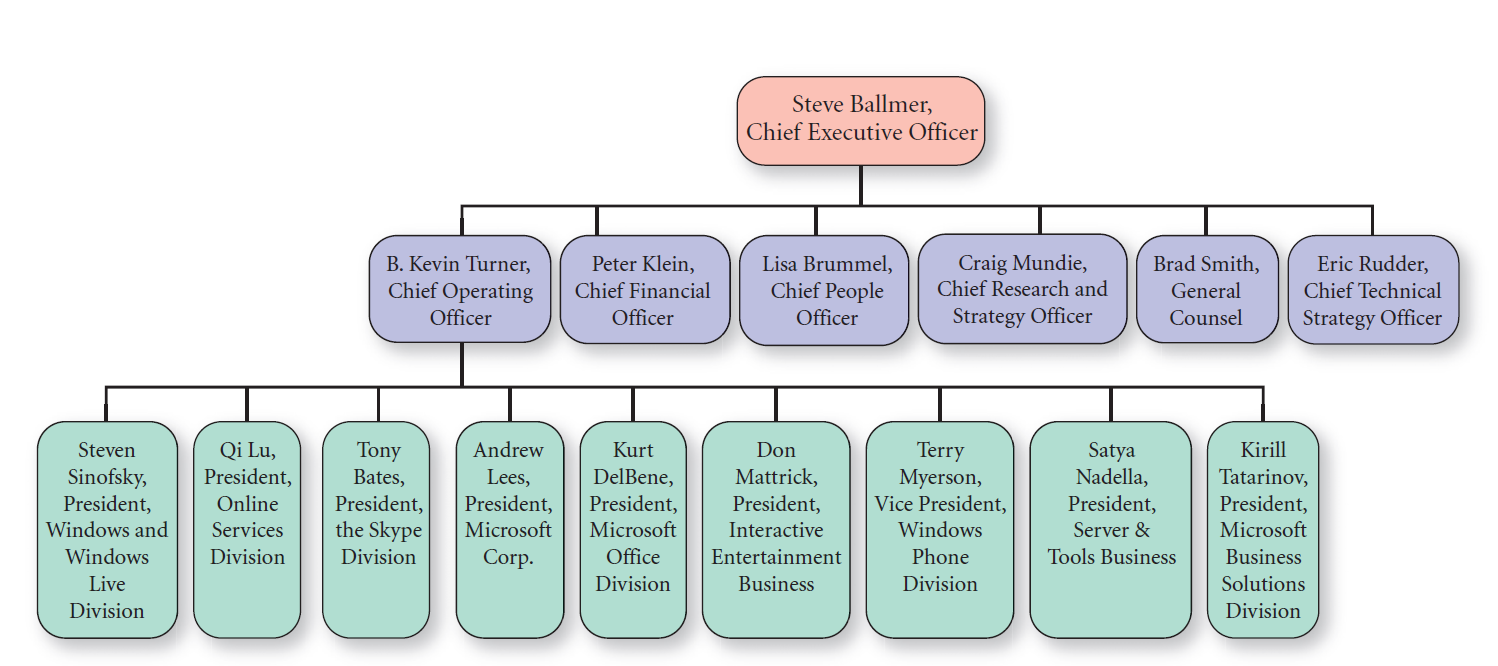 Steve Ballmer,
Chief Executive Officer
B. Kevin Turner,
Chief Operating
Officer
Peter Klein,
Chief Financial
Officer
Lisa Brummel,
Chief People
Officer
Craig Mundie,
Chief Research and
Strategy Officer
Brad Smith,
General
Counsel
Eric Rudder,
Chief Technical
Strategy Officer
Steven
Sinofsky,
President,
Windows and
Windows
Live
Division
Qi Lu,
President,
Online
Services
Division
Tony
Bates,
President,
the Skype
Division
Andrew
Lees,
President,
Microsoft
Corp.
Kurt
DelBene,
President,
Microsoft
Office
Division
Don
Mattrick,
President,
Interactive
Entertainment
Business
Terry
Myerson,
Vice President,
Windows
Phone
Division
Satya
Nadella,
President,
Server &
Tools Business
Kirill
Tatarinov,
President,
Microsoft
Business
Solutions
Division